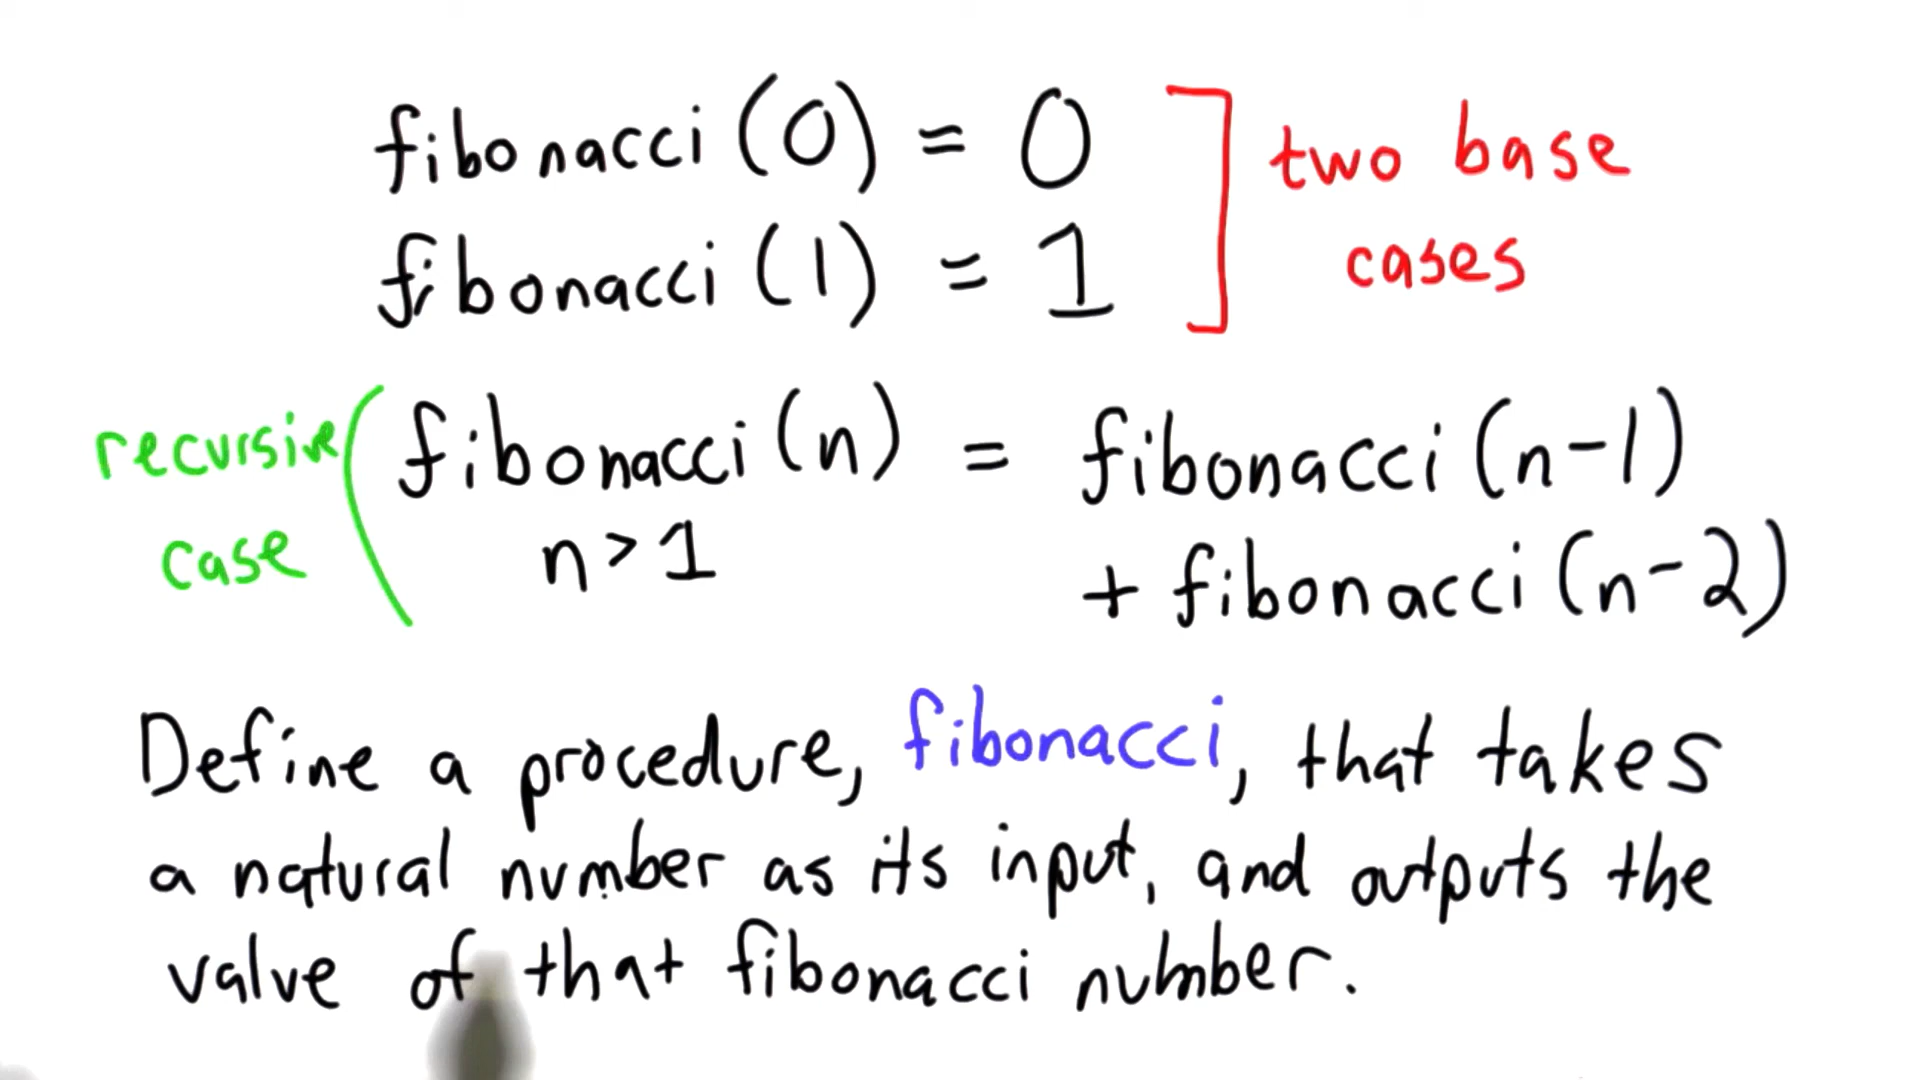 fibonacci (0) = 0
two base
fibonacci (1) = 1
cases
recursive
fibonacci (n) = fibonacci (n-1)
case
n > 1
+ fibonacci (n-2)
Define a procedure, fibonacci, that takes
a natural number as its input, and outputs the
value of that fibonacci number.